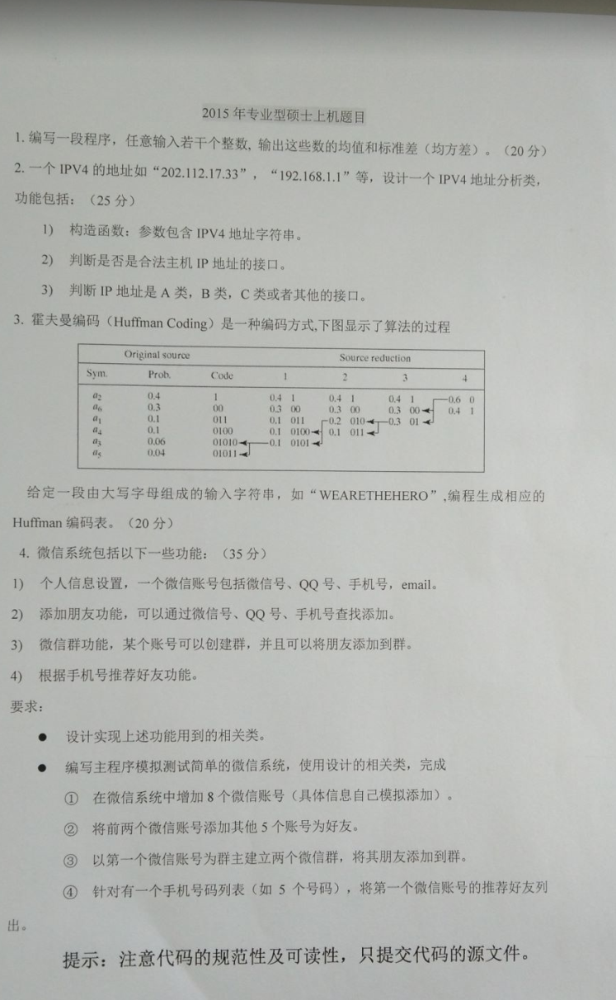 2015 年专业型硕士上机题目
1. 编写一段程序，任意输入若干个整数, 输出这些数的均值和标准差（均方差）。（20 分）
2. 一个 IPV4 的地址如“202.112.17.33”，“192.168.1.1”等，设计一个 IPV4 地址分析类，
功能包括：（25 分）
1) 构造函数：参数包含 IPV4 地址字符串。
2) 判断是否是合法主机 IP 地址的接口。
3) 判断 IP 地址是 A 类，B 类，C 类或者其他的接口。
3. 霍夫曼编码（Huffman Coding）是一种编码方式,下图显示了算法的过程
Original source Source reduction
Sym. Prob. Code 1 2 3 4
a2 0.4 1 0.4 1 0.4 1 0.4 1 0.6 0
a6 0.3 00 0.3 00 0.3 00 0.3 00 0.4 1
a1 0.1 011 0.1 011 0.2 010 0.3 01
a4 0.1 0100 0.1 0100 0.1 011
a3 0.06 01010 0.1 0101
a5 0.04 01011
给定一段由大写字母组成的输入字符串，如“WEARETHEHERO”,编程生成相应的
Huffman 编码表。（20 分）
4. 微信系统包括以下一些功能：（35 分）
1) 个人信息设置，一个微信账号包括微信号、QQ 号、手机号，email。
2) 添加朋友功能，可以通过微信号、QQ 号、手机号查找添加。
3) 微信群功能，某个账号可以创建群，并且可以将朋友添加到群。
4) 根据手机号推荐好友功能。
要求：
● 设计实现上述功能用到的相关类。
● 编写主程序模拟测试简单的微信系统，使用设计的相关类，完成
① 在微信系统中增加 8 个微信账号（具体信息自己模拟添加）。
② 将前两个微信账号添加其他 5 个账号为好友。
③ 以第一个微信账号为群主建立两个微信群，将其朋友添加到群。
④ 针对有一个手机号码列表（如 5 个号码），将第一个微信账号的推荐好友列
出。
提示：注意代码的规范性及可读性，只提交代码的源文件。